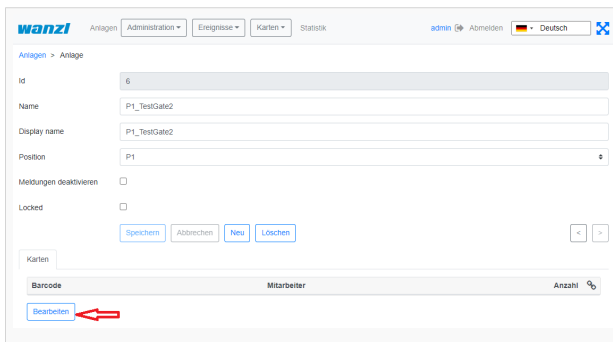 wanzl Anlagen Administration Ereignisse Karten Statistik admin Abmelden Deutsch
Anlagen > Anlage
Id 6
Name P1_TestGate2
Display name P1_TestGate2
Position P1
Meldungen deaktivieren
Locked
Speichern Abbrechen Neu Löschen < >
Karten
Barcode Mitarbeiter Anzahl
Bearbeiten